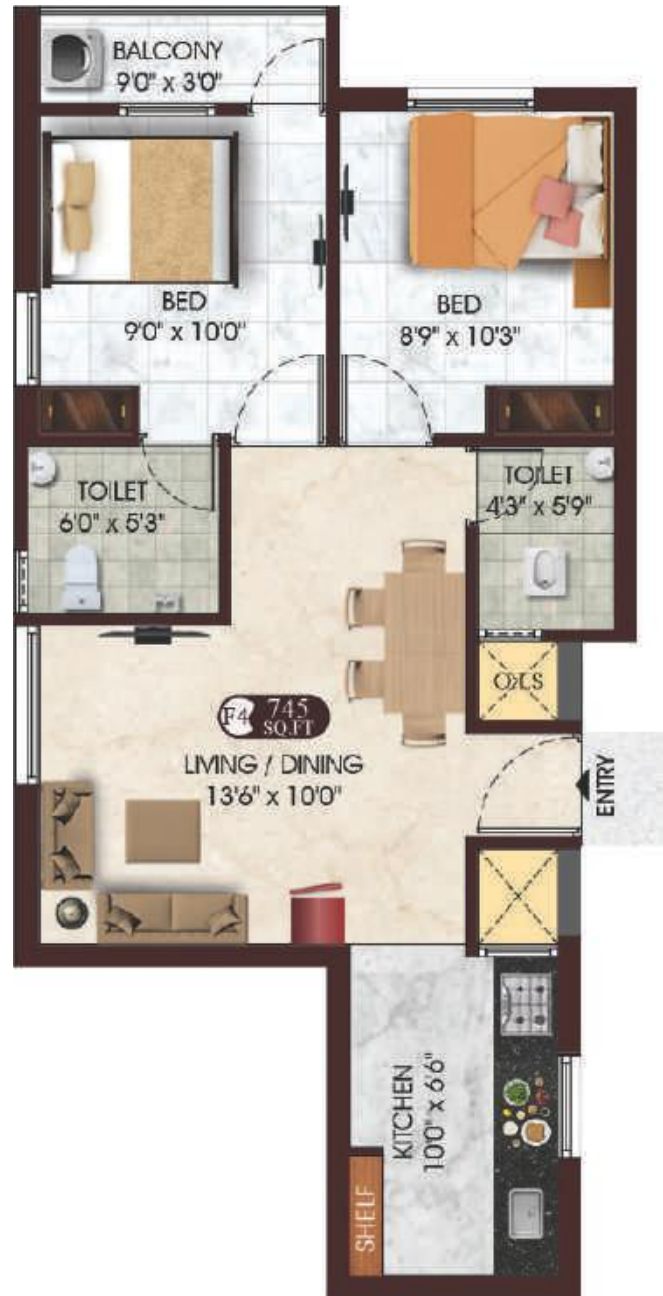 BALCONY
9'0" x 3'0"
BED
9'0" x 10'0"
BED
8'9" x 10'3"
TOILET
6'0" x 5'3"
TOILET
4'3" x 5'9"
O.T.S
F4 745
SQ.FT
LIVING / DINING
13'6" x 10'0"
ENTRY
KITCHEN
10'0" x 6'6"
SHELF